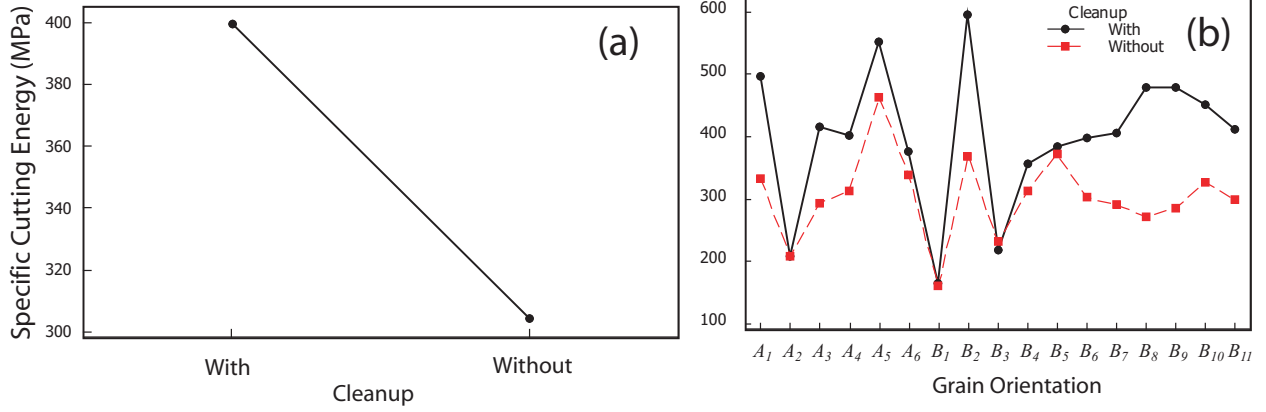 Specific Cutting Energy (MPa)
400
380
360
340
320
300
(a)
With
Without
Cleanup
600
500
400
300
200
100
Cleanup
With
Without
(b)
A1 A2 A3 A4 A5 A6 B1 B2 B3 B4 B5 B6 B7 B8 B9 B10 B11
Grain Orientation